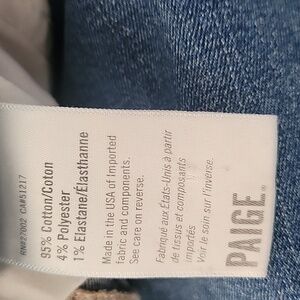 RN#27002 CA#51217
95% Cotton/Coton
4% Polyester
1% Elastane/Élasthanne
Made in the USA of Imported
fabric and components.
See care on reverse.
Fabriqué aux États-Unis à partir
de tissus et composants
importés
Voir le soin sur l'inverse.
PAIGE®